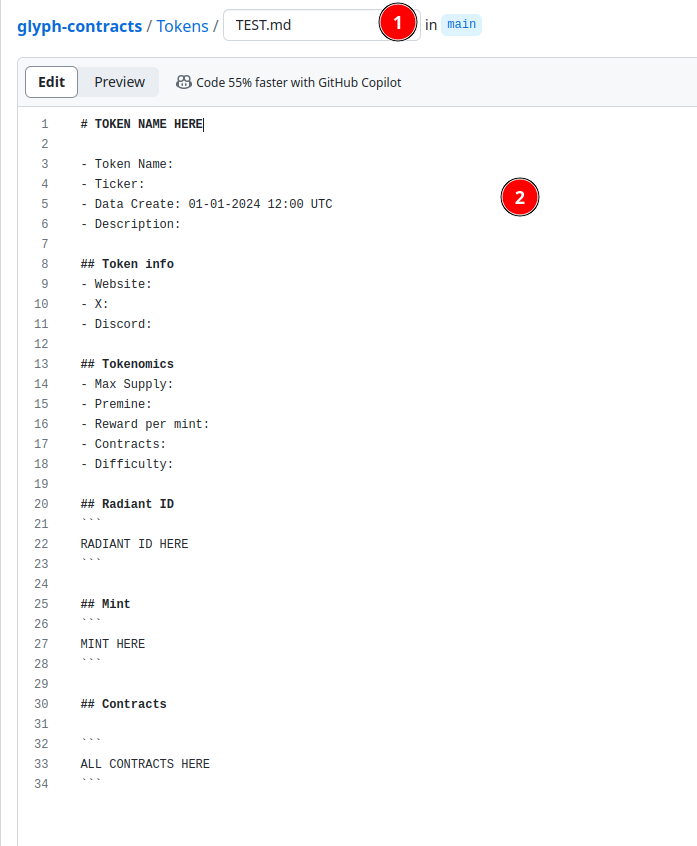 glyph-contracts / Tokens / TEST.md 1 in main
Edit Preview Code 55% faster with GitHub Copilot
1 # TOKEN NAME HERE
2
3 - Token Name:
4 - Ticker:
5 - Data Create: 01-01-2024 12:00 UTC 2
6 - Description:
7
8 ## Token info
9 - Website:
10 - X:
11 - Discord:
12
13 ## Tokenomics
14 - Max Supply:
15 - Premine:
16 - Reward per mint:
17 - Contracts:
18 - Difficulty:
19
20 ## Radiant ID
21 ```
22 RADIANT ID HERE
23 ```
24
25 ## Mint
26 ```
27 MINT HERE
28 ```
29
30 ## Contracts
31
32 ```
33 ALL CONTRACTS HERE
34 ```